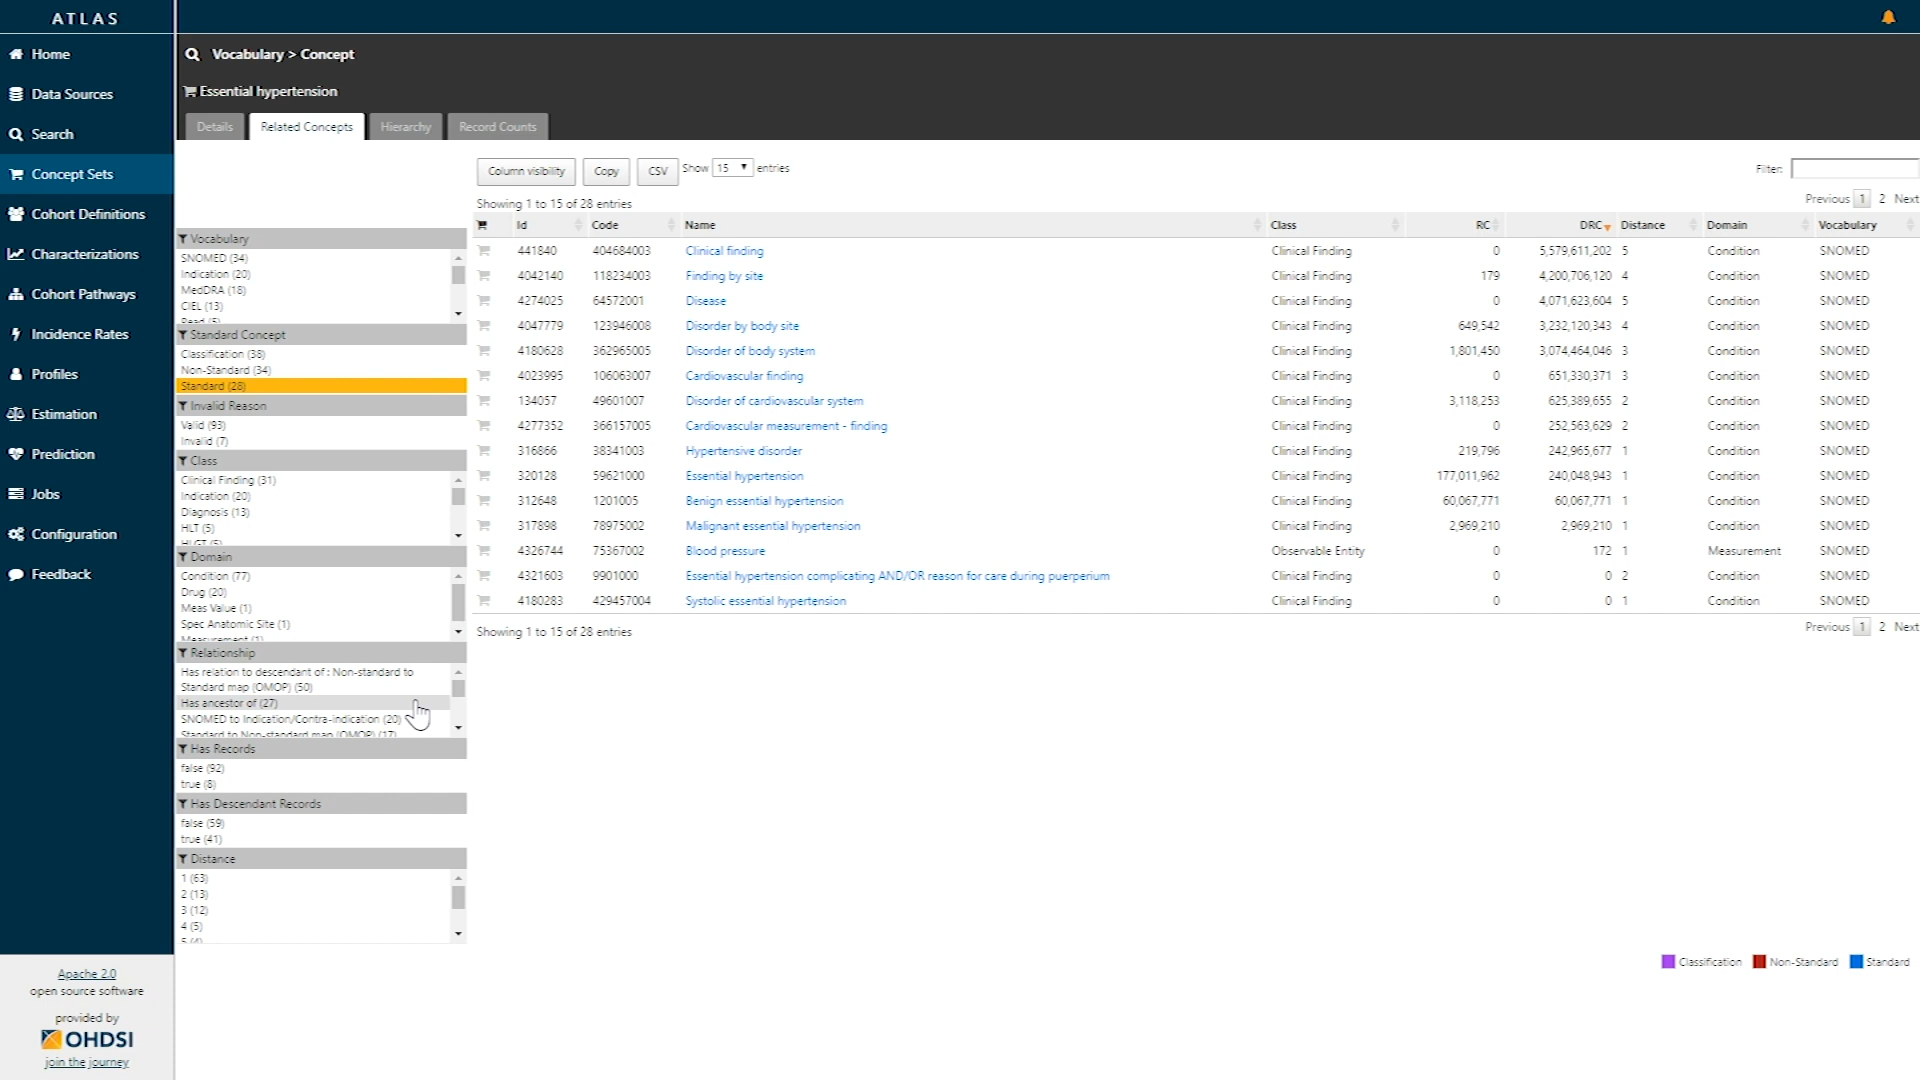 ATLAS
Home
Data Sources
Search
Concept Sets
Cohort Definitions
Characterizations
Cohort Pathways
Incidence Rates
Profiles
Estimation
Prediction
Jobs
Configuration
Feedback
Apache 2.0
open source software
provided by
OHDSI
join the journey
Vocabulary > Concept
Essential hypertension
Details Related Concepts Hierarchy Record Counts
Vocabulary
SNOMED (34)
Indication (20)
MedDRA (18)
CIEL (13)
Read (5)
Standard Concept
Classification (38)
Non-Standard (34)
Standard (28)
Invalid Reason
Valid (93)
Invalid (7)
Class
Clinical Finding (31)
Indication (20)
Diagnosis (13)
HLT (5)
HLGT (5)
Domain
Condition (77)
Drug (20)
Meas Value (1)
Spec Anatomic Site (1)
Measurement (1)
Relationship
Has relation to descendant of : Non-standard to
Standard map (OMOP) (50)
Has ancestor of (27)
SNOMED to Indication/Contra-indication (20)
Standard to Non-standard map (OMOP) (17)
Has Records
false (92)
true (8)
Has Descendant Records
false (59)
true (41)
Distance
1 (63)
2 (13)
3 (12)
4 (5)
5 (4)
Column visibility Copy CSV Show 15 entries Filter:
Showing 1 to 15 of 28 entries Previous 1 2 Next
Id Code Name Class RC DRC Distance Domain Vocabulary
441840 404684003 Clinical finding Clinical Finding 0 5,579,611,202 5 Condition SNOMED
4042140 118234003 Finding by site Clinical Finding 179 4,200,706,120 4 Condition SNOMED
4274025 64572001 Disease Clinical Finding 0 4,071,623,604 5 Condition SNOMED
4047779 123946008 Disorder by body site Clinical Finding 649,542 3,232,120,343 4 Condition SNOMED
4180628 362965005 Disorder of body system Clinical Finding 1,801,450 3,074,464,046 3 Condition SNOMED
4023995 106063007 Cardiovascular finding Clinical Finding 0 651,330,371 3 Condition SNOMED
134057 49601007 Disorder of cardiovascular system Clinical Finding 3,118,253 625,389,655 2 Condition SNOMED
4277352 366157005 Cardiovascular measurement - finding Clinical Finding 0 252,563,629 2 Condition SNOMED
316866 38341003 Hypertensive disorder Clinical Finding 219,796 242,965,677 1 Condition SNOMED
320128 59621000 Essential hypertension Clinical Finding 177,011,962 240,048,943 1 Condition SNOMED
312648 1201005 Benign essential hypertension Clinical Finding 60,067,771 60,067,771 1 Condition SNOMED
317898 78975002 Malignant essential hypertension Clinical Finding 2,969,210 2,969,210 1 Condition SNOMED
4326744 75367002 Blood pressure Observable Entity 0 172 1 Measurement SNOMED
4321603 9901000 Essential hypertension complicating AND/OR reason for care during puerperium Clinical Finding 0 0 2 Condition SNOMED
4180283 429457004 Systolic essential hypertension Clinical Finding 0 0 1 Condition SNOMED
Showing 1 to 15 of 28 entries Previous 1 2 Next
Classification Non-Standard Standard